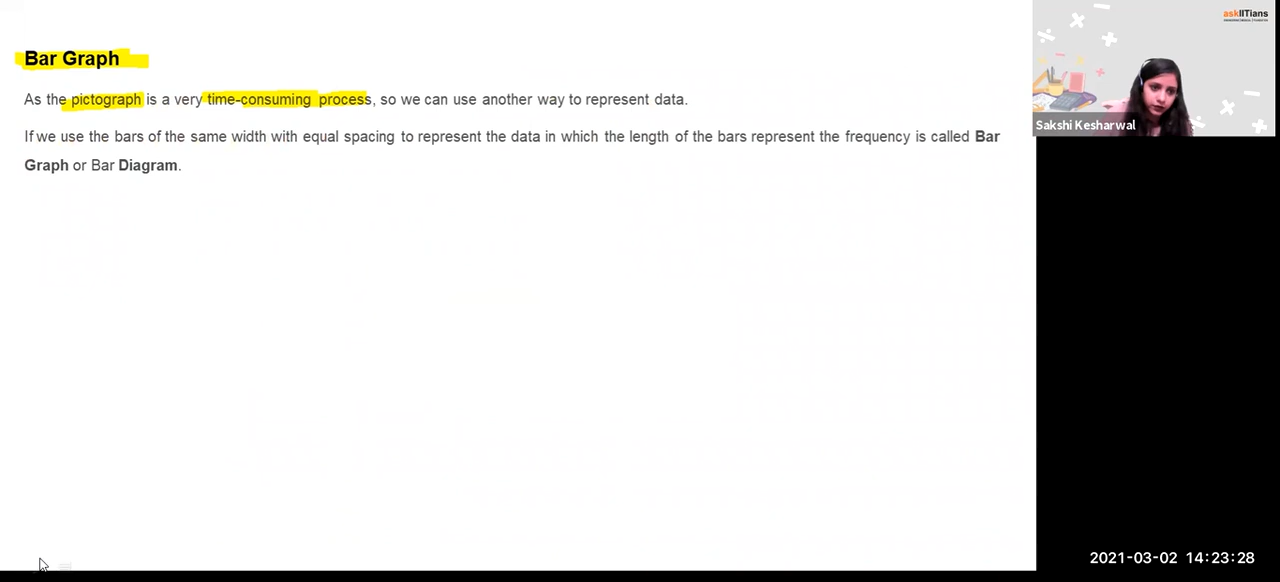 Bar Graph
As the pictograph is a very time-consuming process, so we can use another way to represent data.
If we use the bars of the same width with equal spacing to represent the data in which the length of the bars represent the frequency is called Bar
Graph or Bar Diagram.
askIITians
Sakshi Kesharwal
2021-03-02 14:23:28